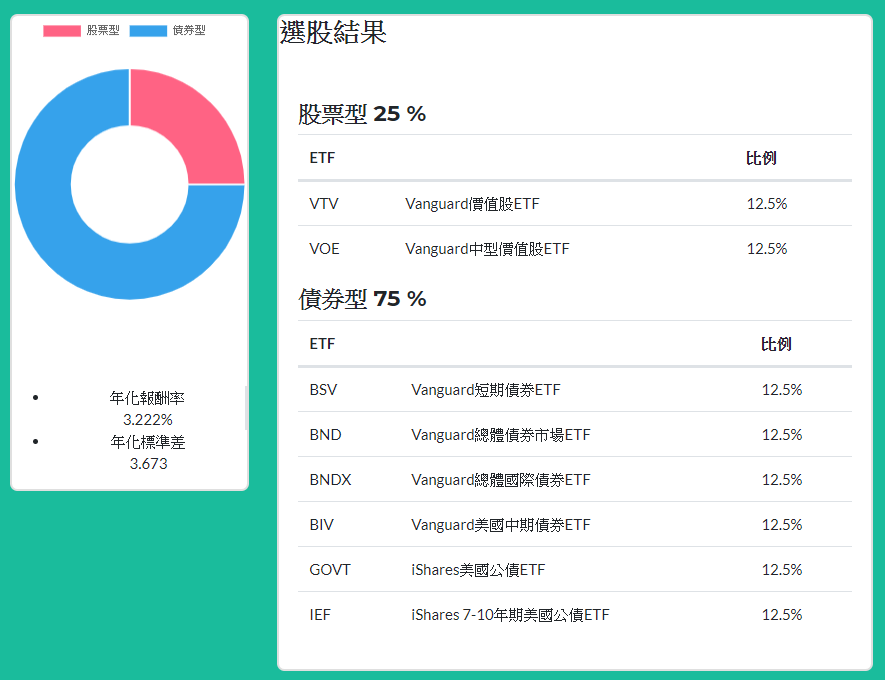 股票型 債券型
年化報酬率
3.222%
年化標準差
3.673
選股結果
股票型 25 %
ETF 比例
VTV Vanguard價值股ETF 12.5%
VOE Vanguard中型價值股ETF 12.5%
債券型 75 %
ETF 比例
BSV Vanguard短期債券ETF 12.5%
BND Vanguard總體債券市場ETF 12.5%
BNDX Vanguard總體國際債券ETF 12.5%
BIV Vanguard美國中期債券ETF 12.5%
GOVT iShares美國公債ETF 12.5%
IEF iShares 7-10年期美國公債ETF 12.5%